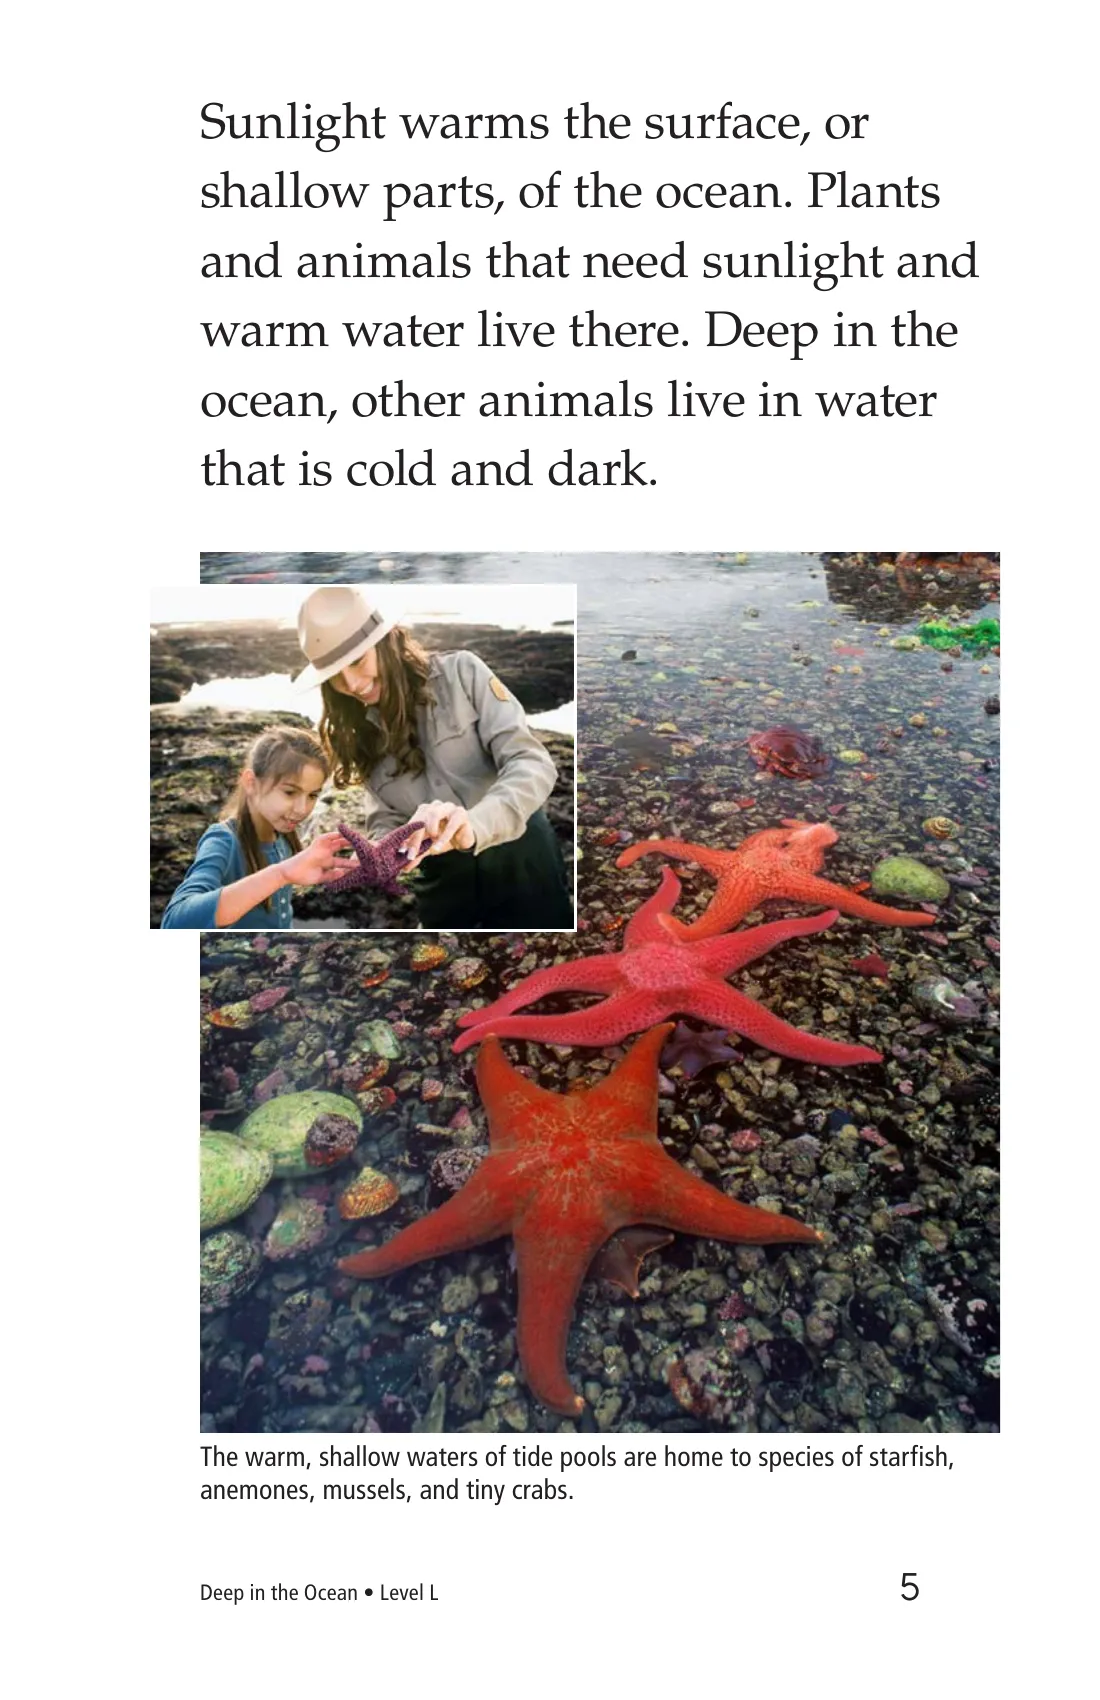 Sunlight warms the surface, or
shallow parts, of the ocean. Plants
and animals that need sunlight and
warm water live there. Deep in the
ocean, other animals live in water
that is cold and dark.
The warm, shallow waters of tide pools are home to species of starfish,
anemones, mussels, and tiny crabs.
Deep in the Ocean • Level L
5